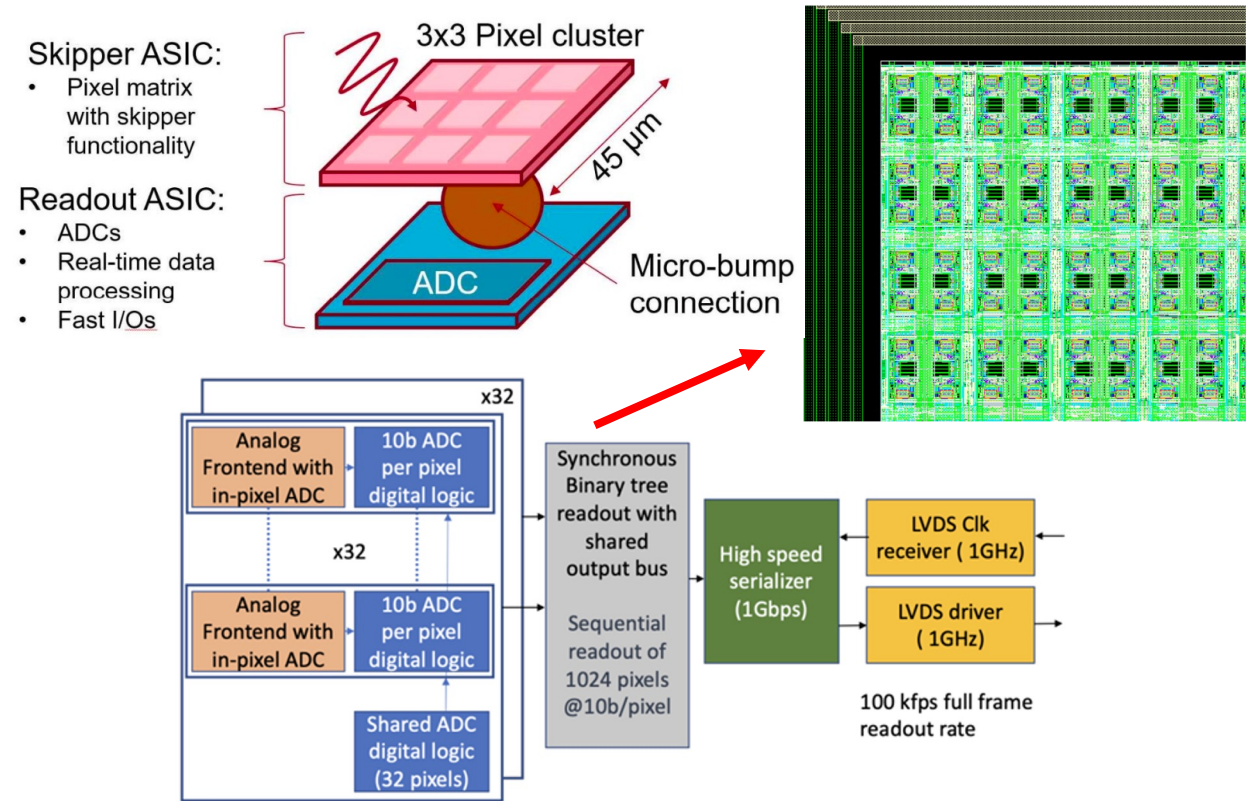 Skipper ASIC:
• Pixel matrix
with skipper
functionality
Readout ASIC:
• ADCs
• Real-time data
processing
• Fast I/Os
3x3 Pixel cluster
45 µm
ADC
Micro-bump
connection
x32
Analog
Frontend with
in-pixel ADC
10b ADC
per pixel
digital logic
x32
Analog
Frontend with
in-pixel ADC
10b ADC
per pixel
digital logic
Shared ADC
digital logic
(32 pixels)
Synchronous
Binary tree
readout with
shared
output bus
Sequential
readout of
1024 pixels
@10b/pixel
High speed
serializer
(1Gbps)
LVDS Clk
receiver ( 1GHz)
LVDS driver
( 1GHz)
100 kfps full frame
readout rate